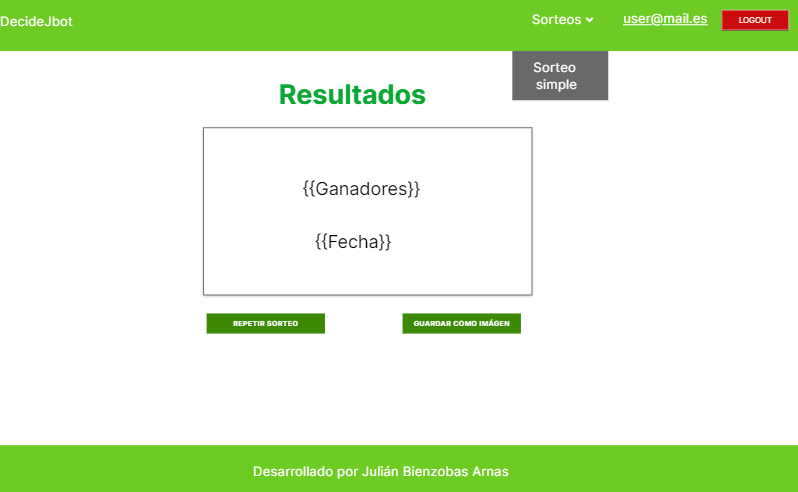 DecideJbot
Sorteos
user@mail.es
LOGOUT
Sorteo
simple
Resultados
{{Ganadores}}
{{Fecha}}
REPETIR SORTEO
GUARDAR COMO IMÁGEN
Desarrollado por Julián Bienzobas Arnas